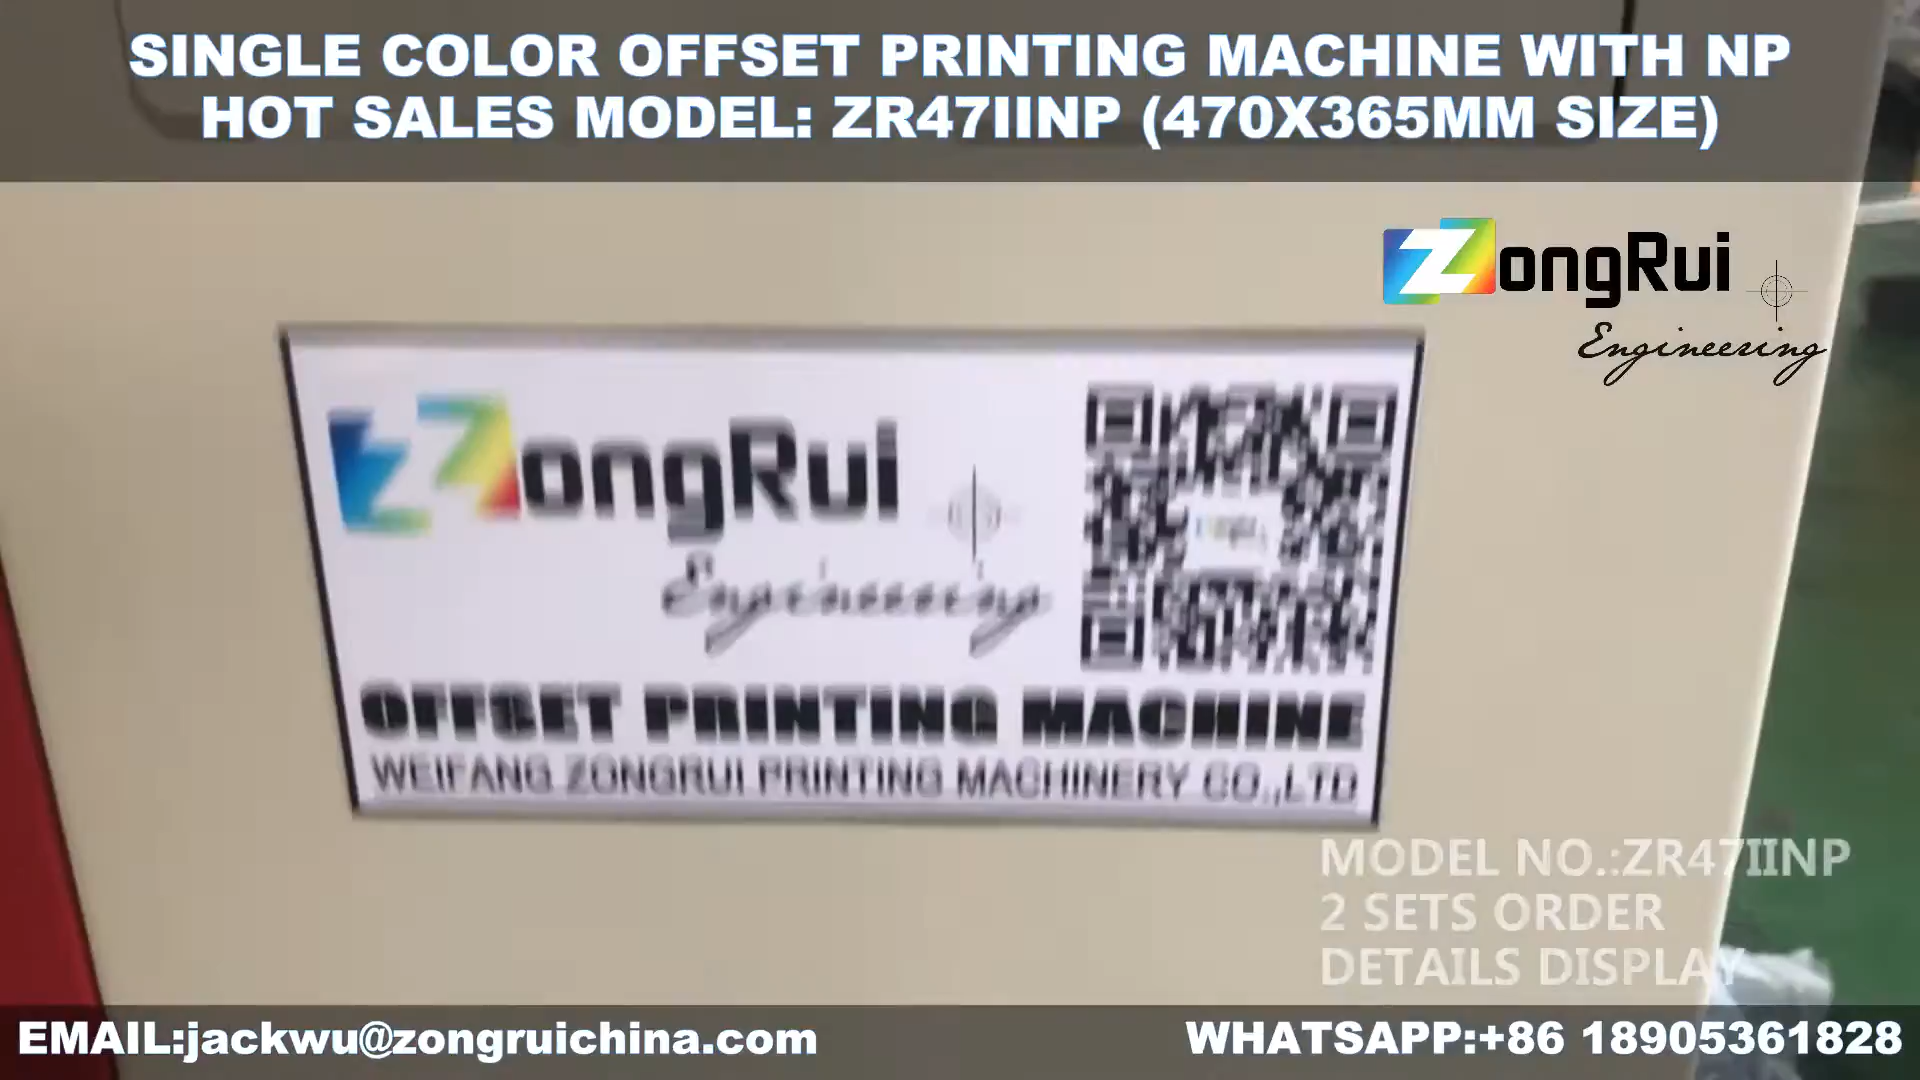 SINGLE COLOR OFFSET PRINTING MACHINE WITH NP
HOT SALES MODEL: ZR47IINP (470X365MM SIZE)
ZongRui
Engineering
ZongRui
Engineering
OFFSET PRINTING MACHINE
WEIFANG ZONGRUI PRINTING MACHINERY CO.,LTD
MODEL NO.:ZR47IINP
2 SETS ORDER
DETAILS DISPLAY
EMAIL:jackwu@zongruichina.com
WHATSAPP:+86 18905361828